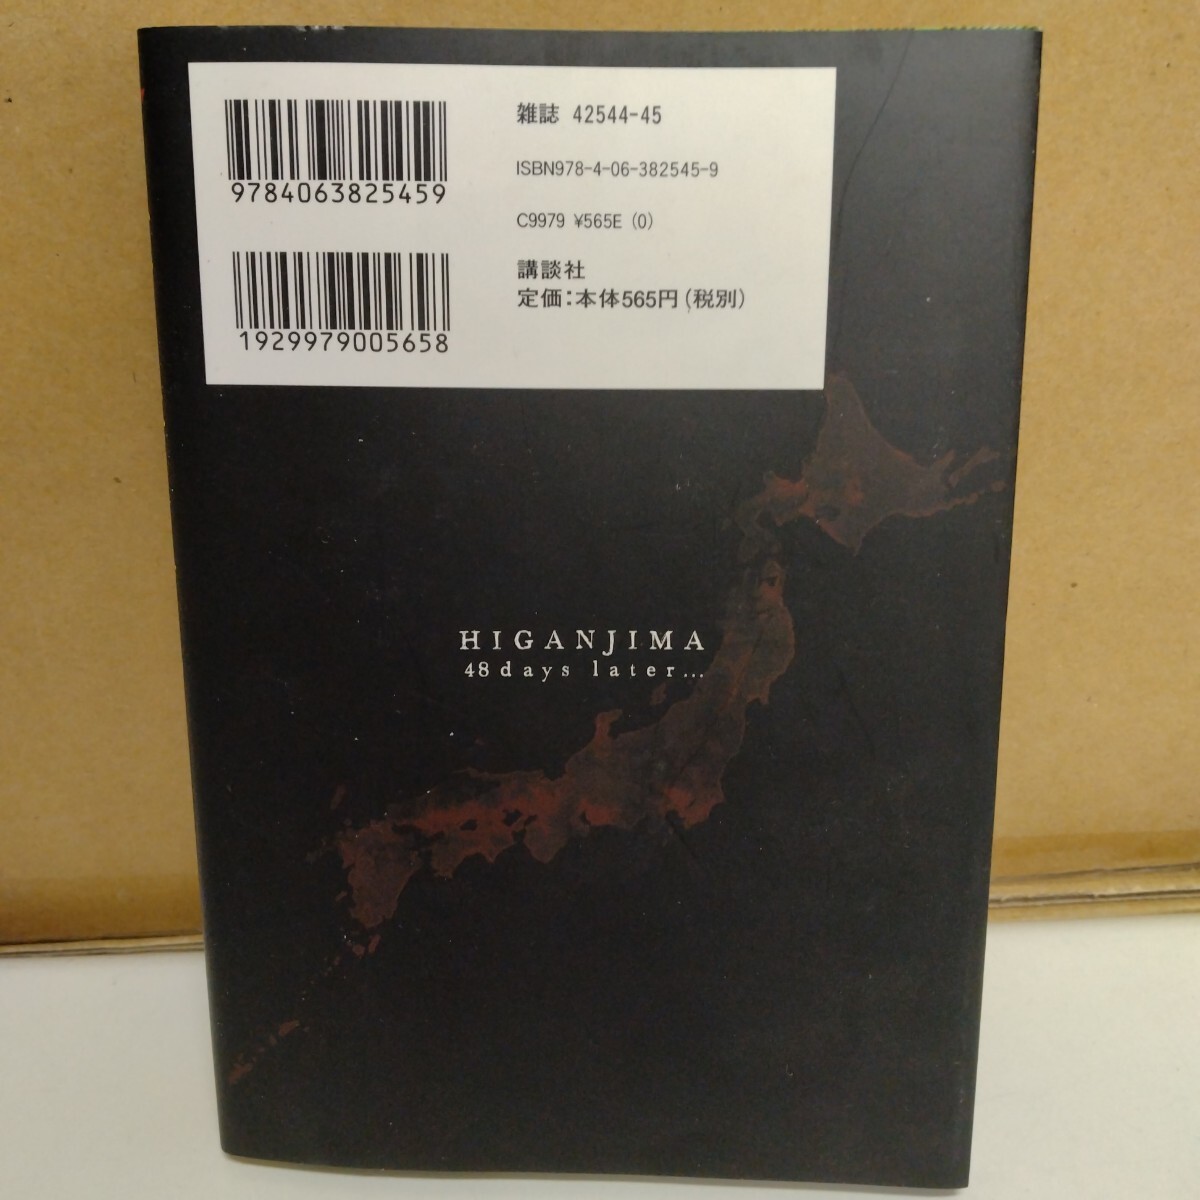 9784063825459
1929979005658
雑誌 42544-45
ISBN978-4-06-382545-9
C9979 ¥565E (0)
講談社
定価：本体565円(税別)
HIGANJIMA
48days later...